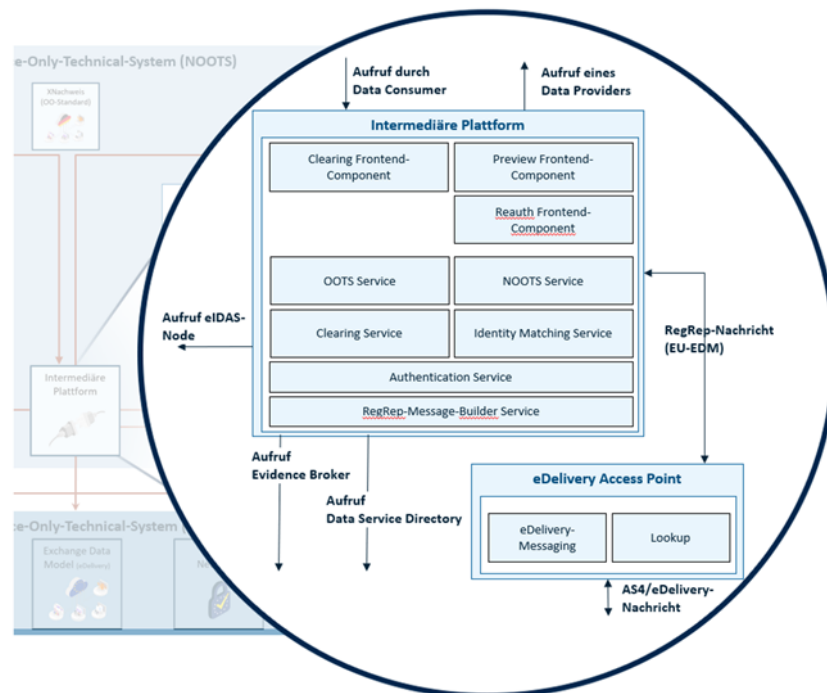 e-Only-Technical-System (NOOTS)
XNachweis
(OD-Standard)
Intermediäre
Plattform
ce-Only-Technical-System (
Exchange Data
Model (eDelivery)
Ne
Aufruf durch
Data Consumer
Aufruf eines
Data Providers
Intermediäre Plattform
Clearing Frontend-
Component
Preview Frontend-
Component
Reauth Frontend-
Component
OOTS Service
NOOTS Service
Clearing Service
Identity Matching Service
Authentication Service
RegRep-Message-Builder Service
Aufruf eIDAS-
Node
RegRep-Nachricht
(EU-EDM)
Aufruf
Evidence Broker
Aufruf
Data Service Directory
eDelivery Access Point
eDelivery-
Messaging
Lookup
AS4/eDelivery-
Nachricht